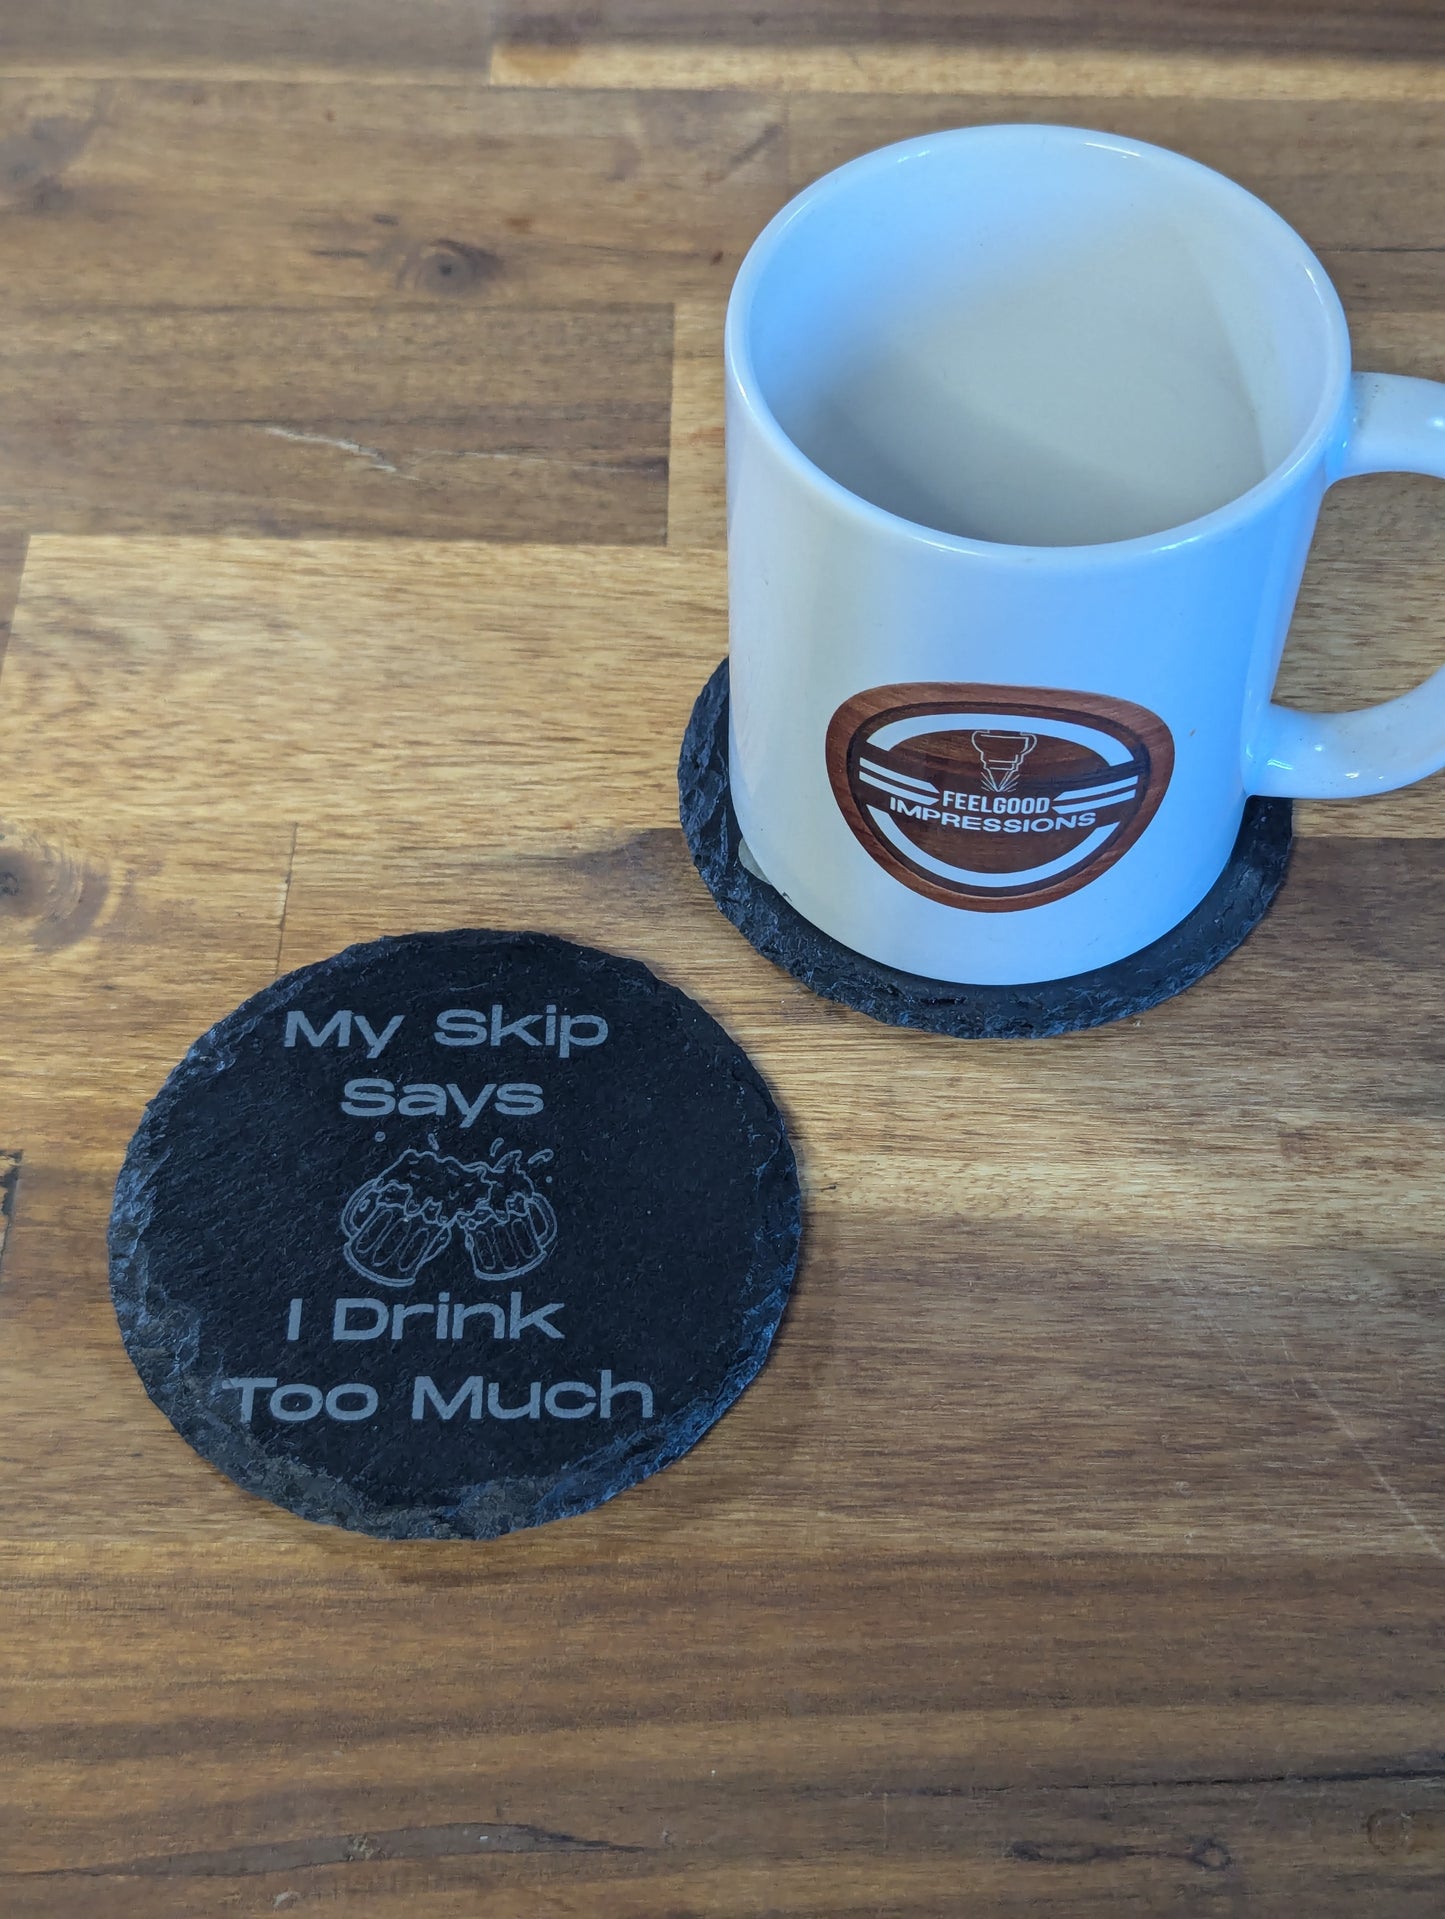 FEELGOOD
IMPRESSIONS
My Skip
Says
I Drink
Too Much